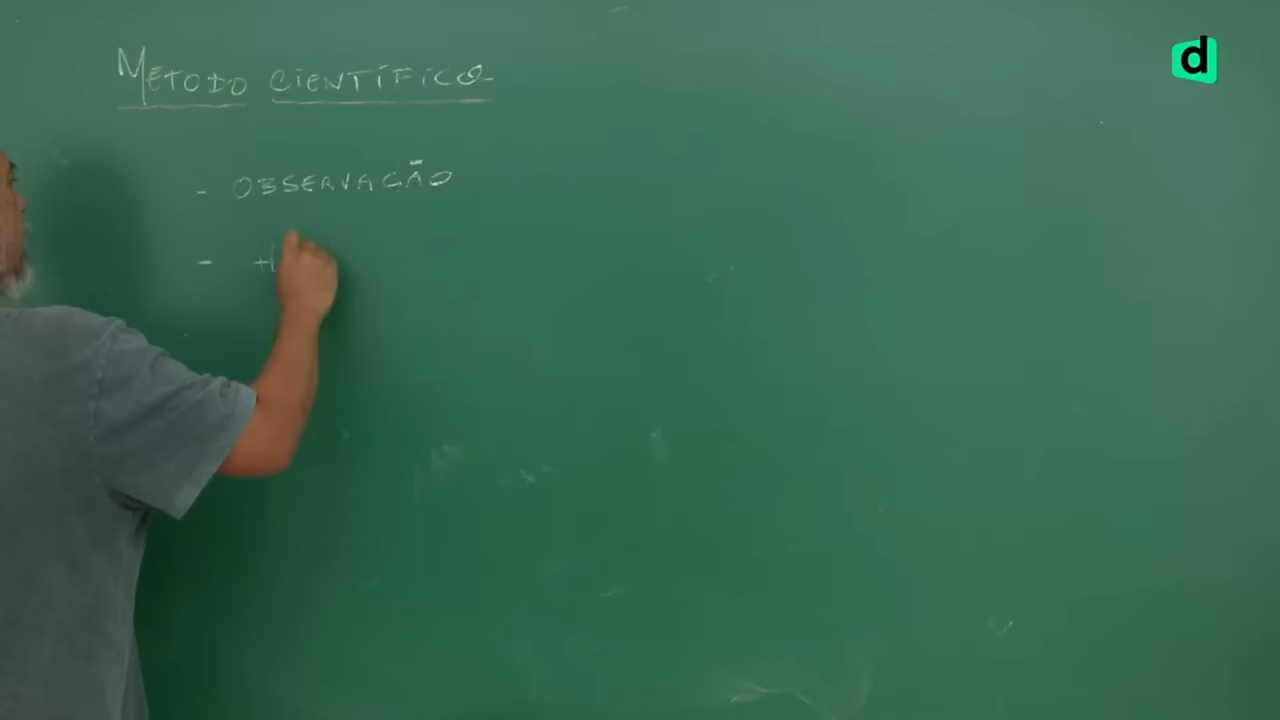 METODO CIENTÍFICO
- OBSERVAÇÃO
- H
d